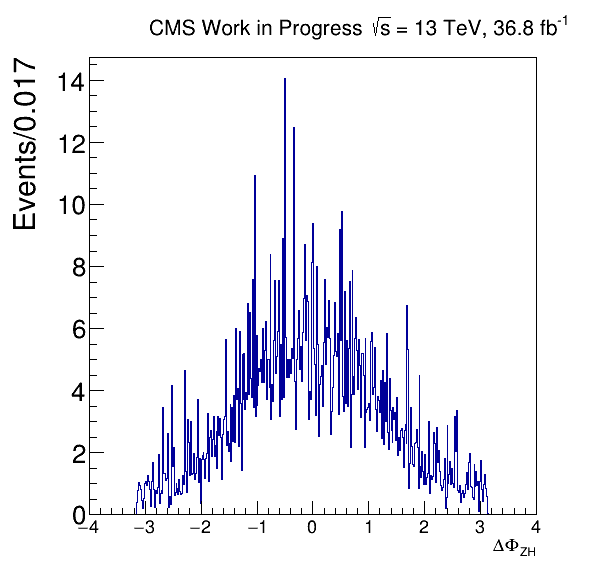 CMS Work in Progress √s = 13 TeV, 36.8 fb⁻¹
Events/0.017
14
12
10
8
6
4
2
0
−4 −3 −2 −1 0 1 2 3 4
ΔΦ_ZH